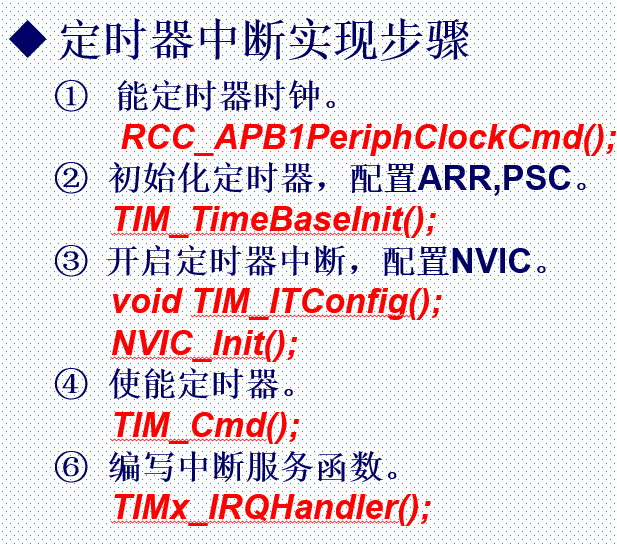 ◆ 定时器中断实现步骤
① 能定时器时钟。
RCC_APB1PeriphClockCmd();
② 初始化定时器，配置ARR,PSC。
TIM_TimeBaseInit();
③ 开启定时器中断，配置NVIC。
void TIM_ITConfig();
NVIC_Init();
④ 使能定时器。
TIM_Cmd();
⑥ 编写中断服务函数。
TIMx_IRQHandler();